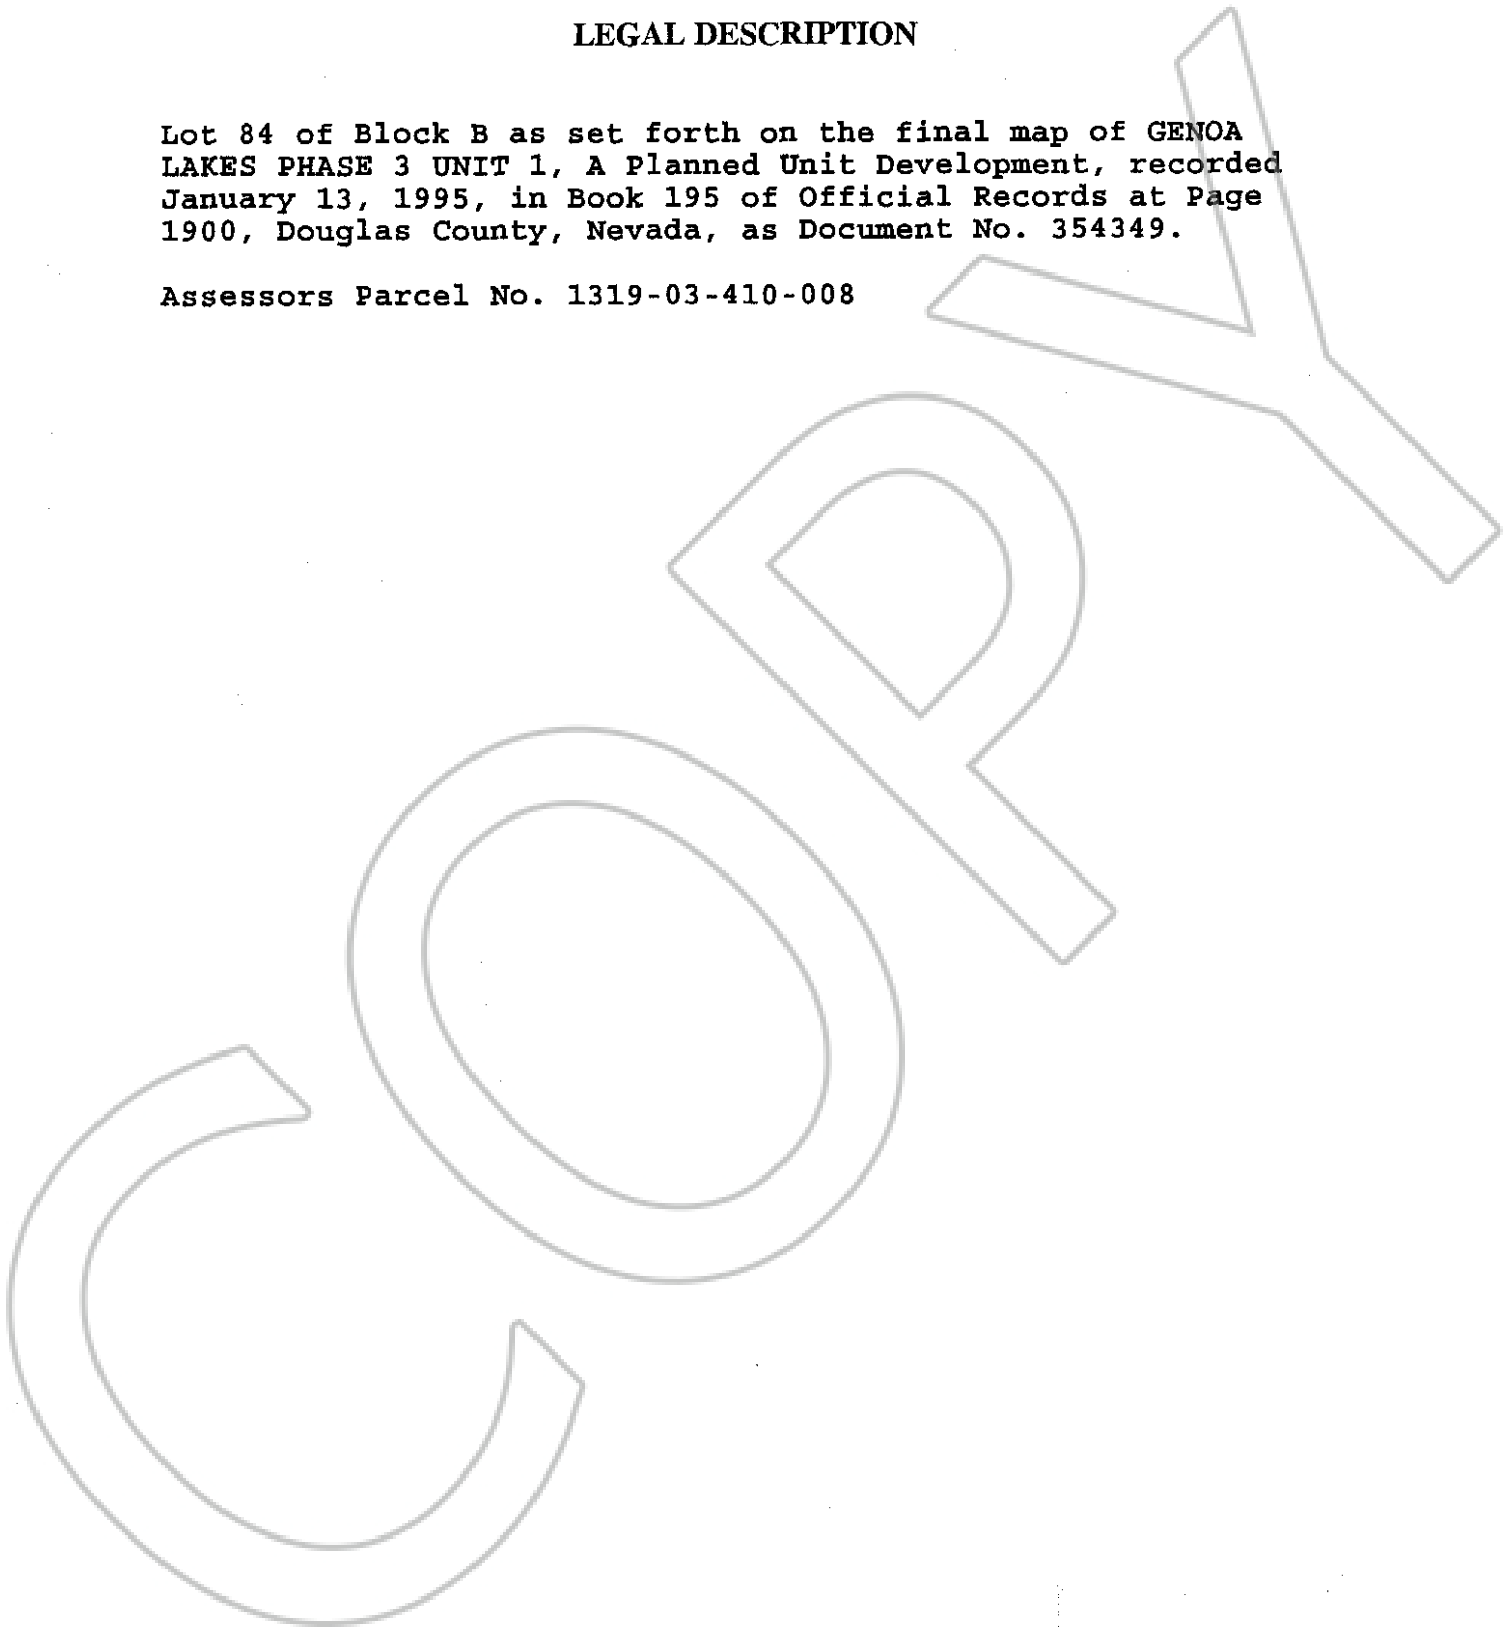 LEGAL DESCRIPTION
Lot 84 of Block B as set forth on the final map of GENOA
LAKES PHASE 3 UNIT 1, A Planned Unit Development, recorded
January 13, 1995, in Book 195 of Official Records at Page
1900, Douglas County, Nevada, as Document No. 354349.
Assessors Parcel No. 1319-03-410-008
COPY